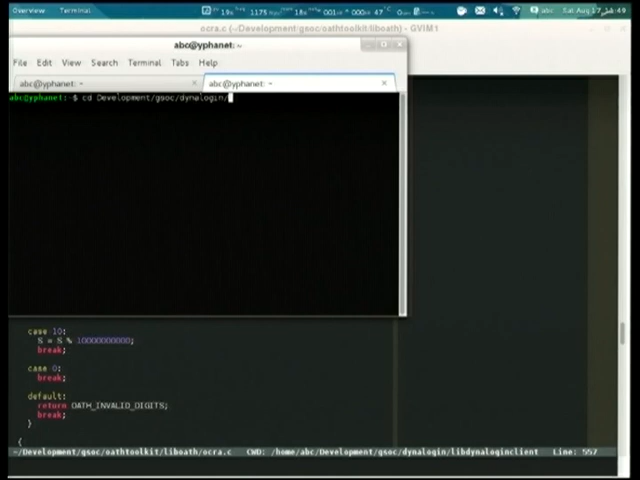 Overview Terminal abc Sat Aug 17, 14:49
ocra.c (~/Development/gsoc/oathtoolkit/liboath) - GVIM1
abc@yphanet: ~
File Edit View Search Terminal Tabs Help
abc@yphanet: ~ × abc@yphanet: ~ ×
abc@yphanet:~$ cd Development/gsoc/dynalogin/
case 10:
S = S % 10000000000;
break;
case 0:
break;
default:
return OATH_INVALID_DIGITS;
break;
}
{
~/Development/gsoc/oathtoolkit/liboath/ocra.c CWD: /home/abc/Development/gsoc/dynalogin/libdynaloginclient Line: 557